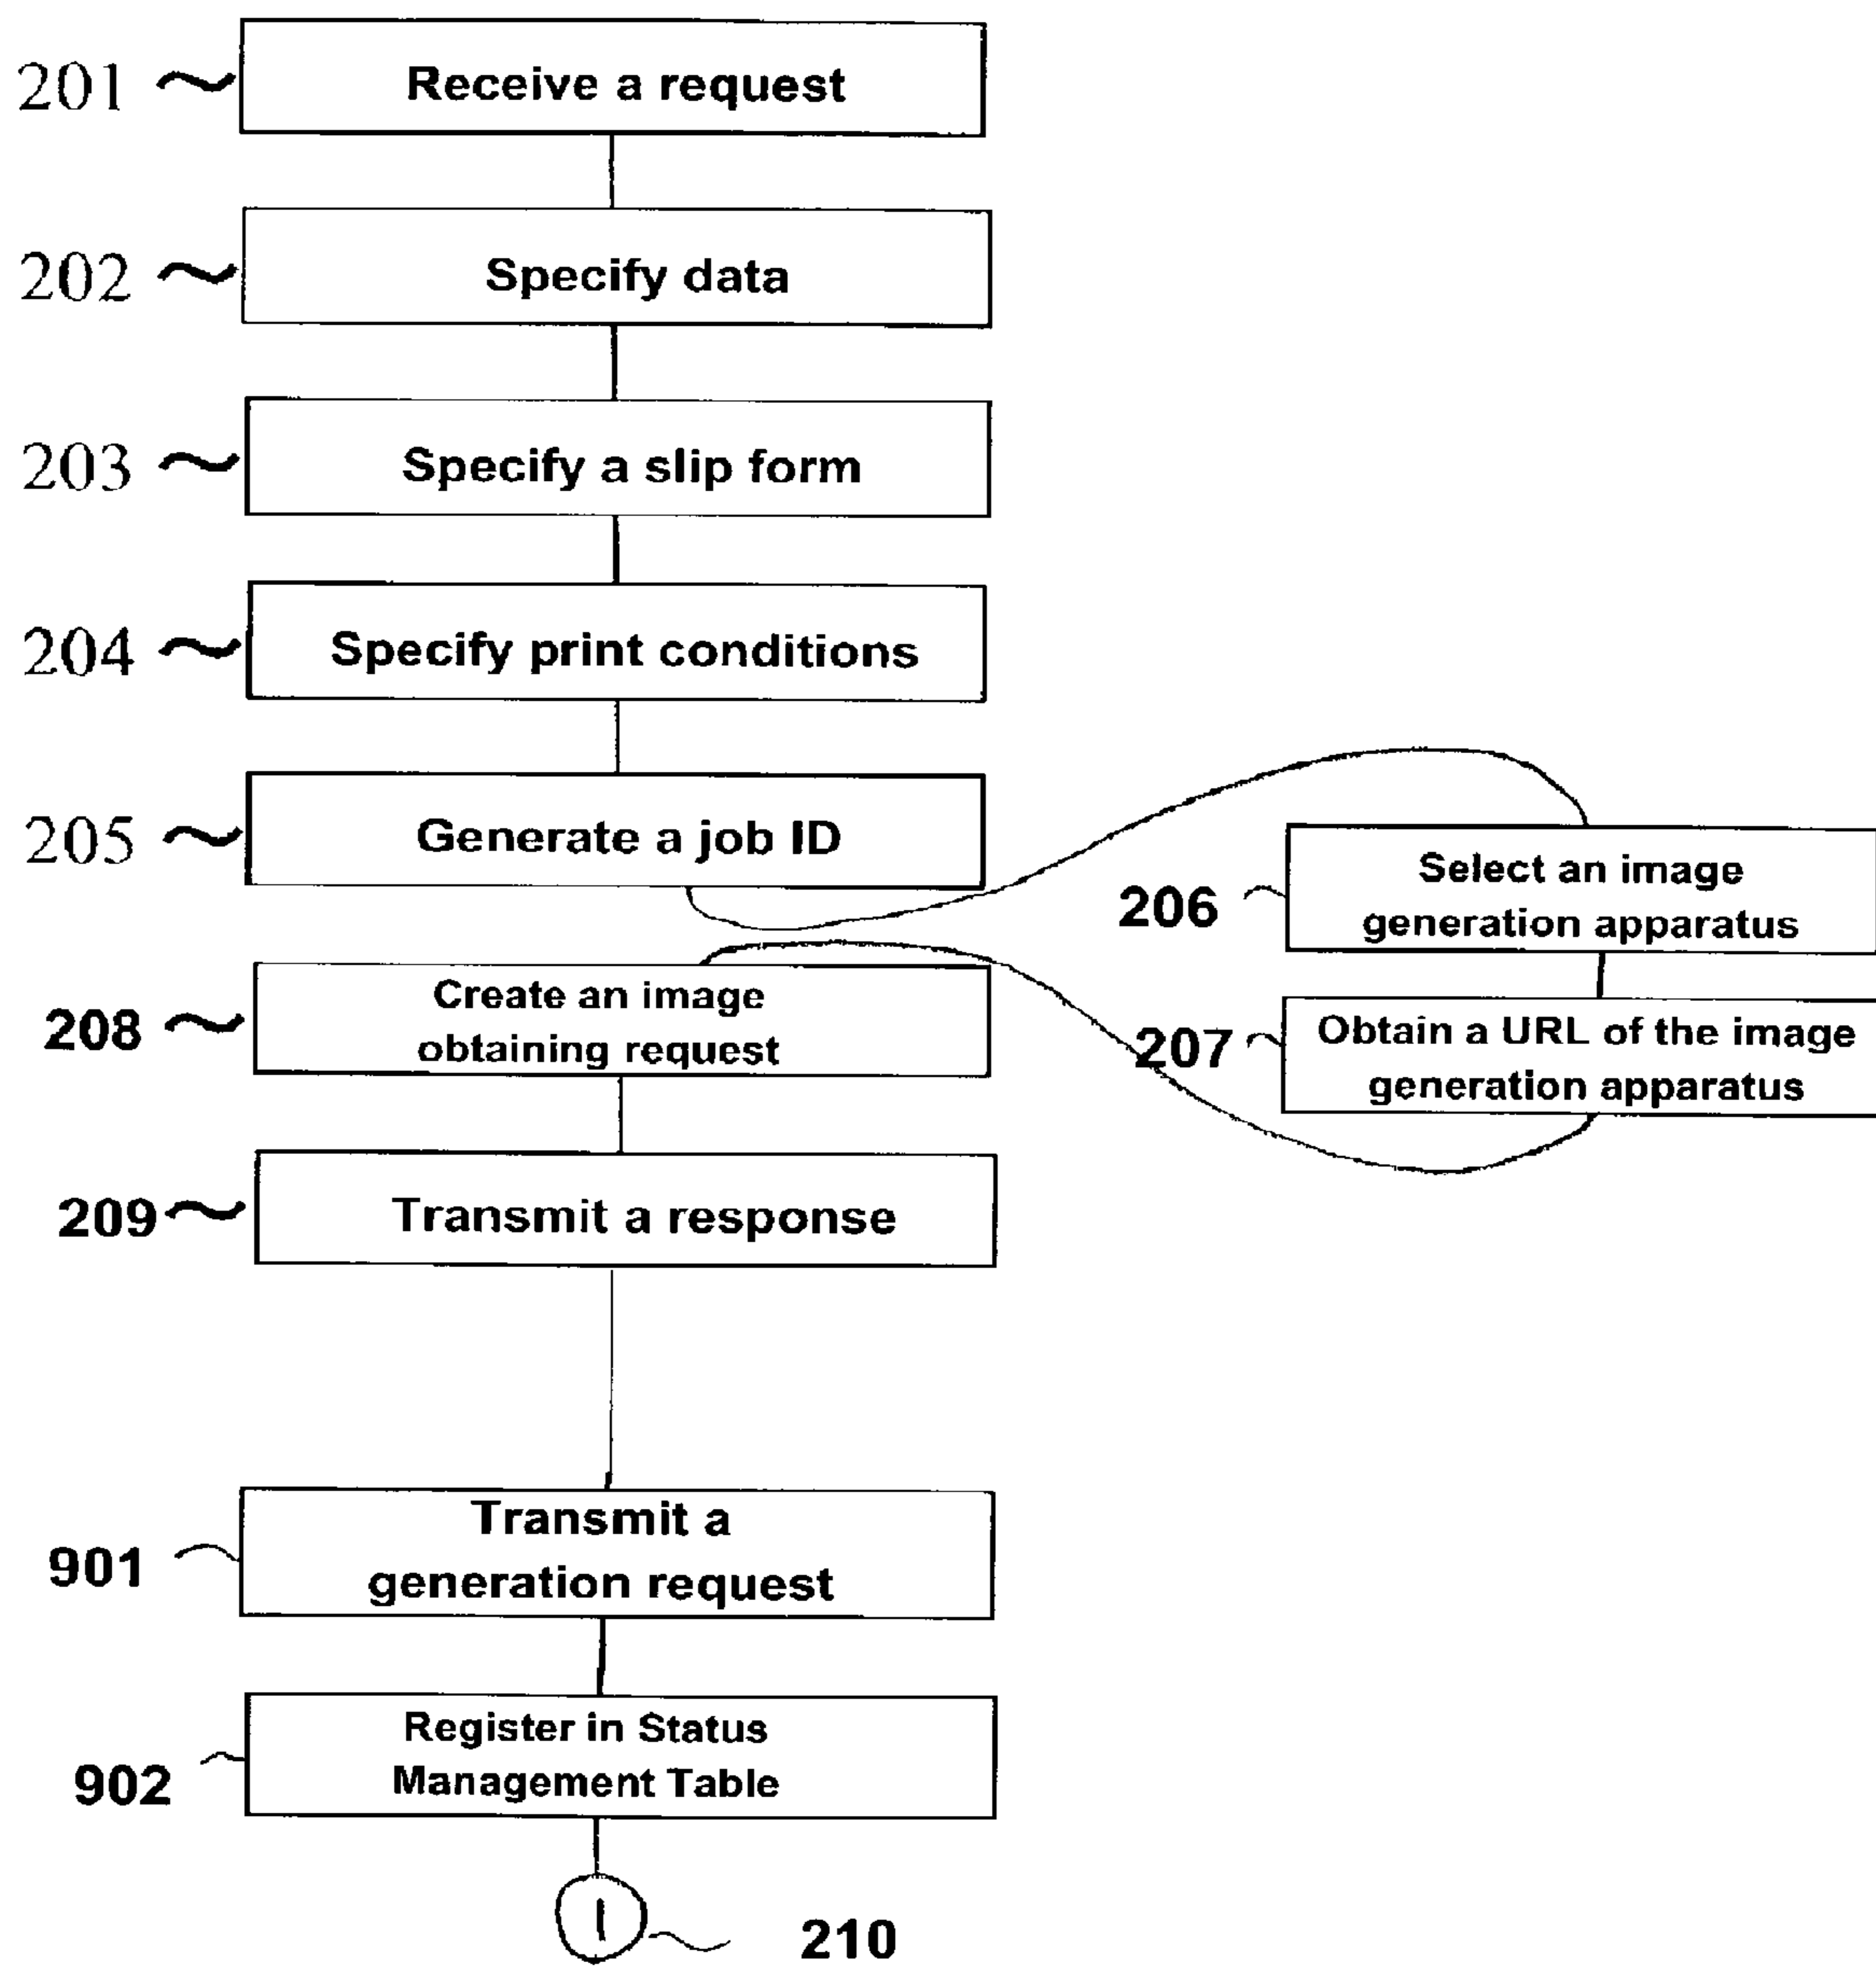 201 Receive a request
202 Specify data
203 Specify a slip form
204 Specify print conditions
205 Generate a job ID
206 Select an image
generation apparatus
207 Obtain a URL of the image
generation apparatus
208 Create an image
obtaining request
209 Transmit a response
901 Transmit a
generation request
902 Register in Status
Management Table
1 210